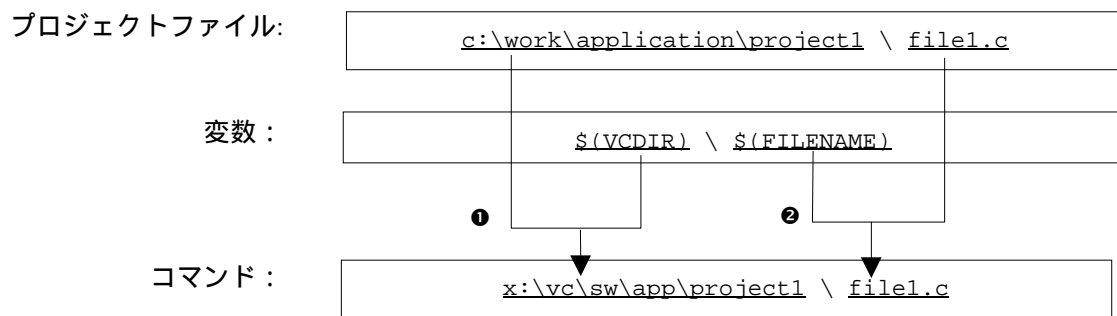 プロジェクトファイル:
c:\work\application\project1 \ file1.c
変数：
$(VCDIR) \ $(FILENAME)
❶
❷
コマンド：
x:\vc\sw\app\project1 \ file1.c